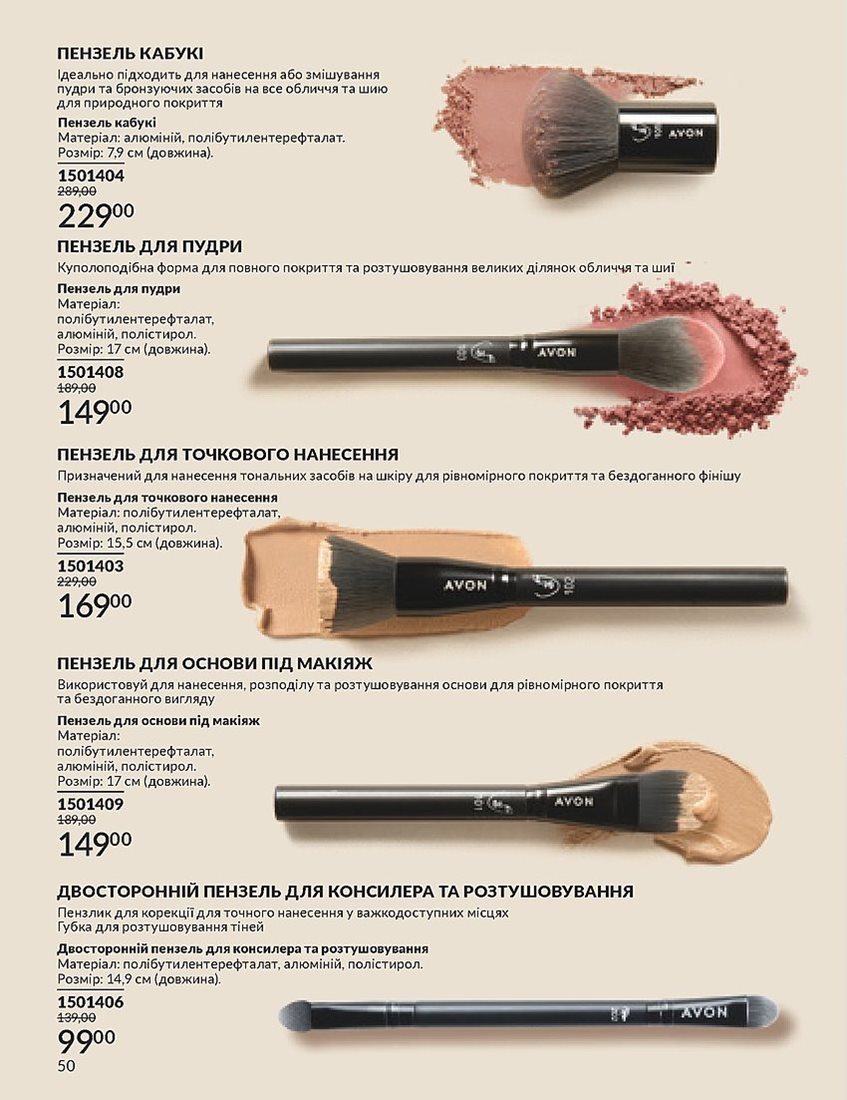 ПЕНЗЕЛЬ КАБУКІ
Ідеально підходить для нанесення або змішування
пудри та бронзуючих засобів на все обличчя та шию
для природного покриття
Пензель кабукі
Матеріал: алюміній, полібутилентерефталат.
Розмір: 7,9 см (довжина).
1501404
289,00
229⁰⁰
AVON
ПЕНЗЕЛЬ ДЛЯ ПУДРИ
Куполоподібна форма для повного покриття та розтушовування великих ділянок обличчя та шиї
Пензель для пудри
Матеріал:
полібутилентерефталат,
алюміній, полістирол.
Розмір: 17 см (довжина).
1501408
189,00
149⁰⁰
AVON
ПЕНЗЕЛЬ ДЛЯ ТОЧКОВОГО НАНЕСЕННЯ
Призначений для нанесення тональних засобів на шкіру для рівномірного покриття та бездоганного фінішу
Пензель для точкового нанесення
Матеріал: полібутилентерефталат,
алюміній, полістирол.
Розмір: 15,5 см (довжина).
1501403
229,00
169⁰⁰
AVON
102
ПЕНЗЕЛЬ ДЛЯ ОСНОВИ ПІД МАКІЯЖ
Використовуй для нанесення, розподілу та розтушовування основи для рівномірного покриття
та бездоганного вигляду
Пензель для основи під макіяж
Матеріал:
полібутилентерефталат,
алюміній, полістирол.
Розмір: 17 см (довжина).
1501409
189,00
149⁰⁰
AVON
ДВОСТОРОННІЙ ПЕНЗЕЛЬ ДЛЯ КОНСИЛЕРА ТА РОЗТУШОВУВАННЯ
Пензлик для корекції для точного нанесення у важкодоступних місцях
Губка для розтушовування тіней
Двосторонній пензель для консилера та розтушовування
Матеріал: полібутилентерефталат, алюміній, полістирол.
Розмір: 14,9 см (довжина).
1501406
139,00
99⁰⁰
AVON
50